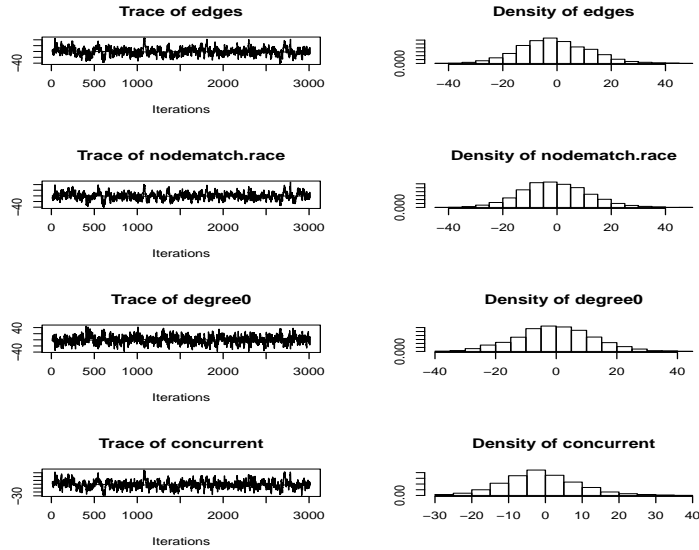 Trace of edges
−40
0 500 1000 2000 3000
Iterations
Density of edges
0.000
−40 −20 0 20 40
Trace of nodematch.race
−40
0 500 1000 2000 3000
Iterations
Density of nodematch.race
0.000
−40 −20 0 20 40
Trace of degree0
−40 40
0 500 1000 2000 3000
Iterations
Density of degree0
0.000
−40 −20 0 20 40
Trace of concurrent
−30
0 500 1000 2000 3000
Iterations
Density of concurrent
0.00
−30 −20 −10 0 10 20 30 40